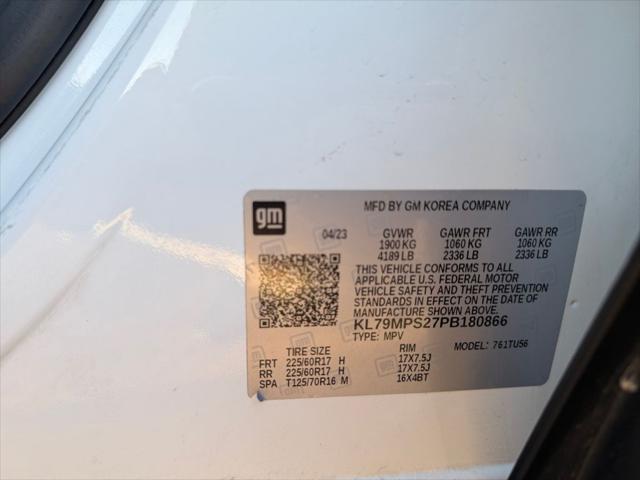 gm
MFD BY GM KOREA COMPANY
04/23 GVWR GAWR FRT GAWR RR
1900 KG 1060 KG 1060 KG
4189 LB 2336 LB 2336 LB
THIS VEHICLE CONFORMS TO ALL
APPLICABLE U.S. FEDERAL MOTOR
VEHICLE SAFETY AND THEFT
PREVENTION STANDARDS
IN EFFECT ON THE DATE OF
MANUFACTURE SHOWN ABOVE.
KL79MPS27PB180866
TYPE: MPV MODEL: 761TU56
TIRE SIZE RIM
FRT 225/60R17 H 17X7.5J
RR 225/60R17 H 17X7.5J
SPA T125/70R16 M 16X4BT